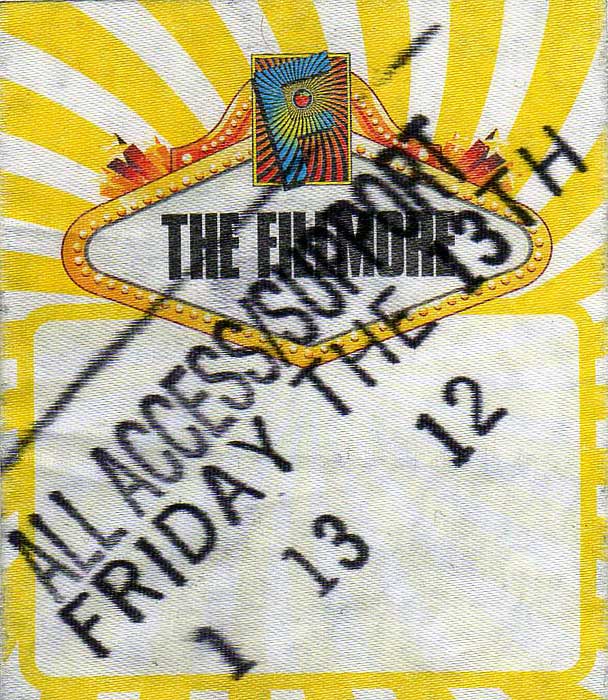 THE FILLMORE
ALL ACCESS/SUPPORT
FRIDAY THE 13TH
1 13 12